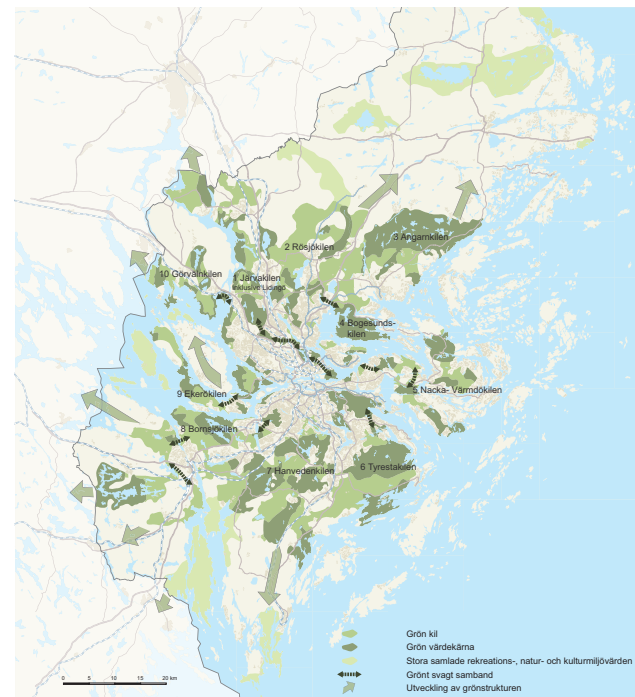 2 Rösjökilen
3 Angarnkilen
10 Görvälnkilen
1 Järvakilen
Inklusive Lidingö
4 Bogesunds-
kilen
5 Nacka- Värmdökilen
9 Ekerökilen
8 Bornsjökilen
7 Hanvedenkilen
6 Tyrestakilen
Grön kil
Grön värdekärna
Stora samlade rekreations-, natur- och kulturmiljövärden
Grönt svagt samband
Utveckling av grönstrukturen
0 5 10 20 km